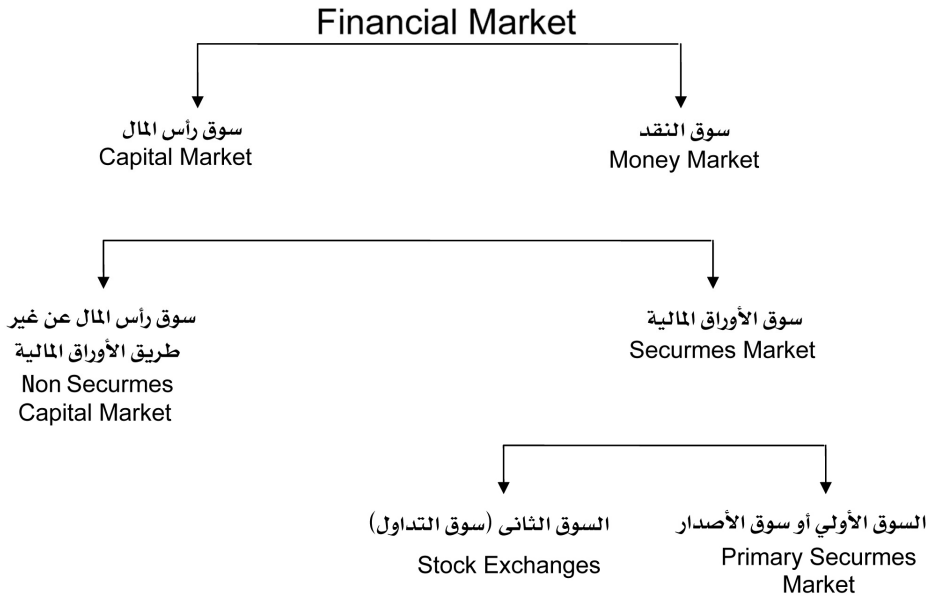 Financial Market
سوق رأس المال
Capital Market
سوق النقد
Money Market
سوق رأس المال عن غير
طريق الأوراق المالية
Non Securmes
Capital Market
سوق الأوراق المالية
Securmes Market
السوق الثانى (سوق التداول)
Stock Exchanges
السوق الأولي أو سوق الأصدار
Primary Securmes
Market